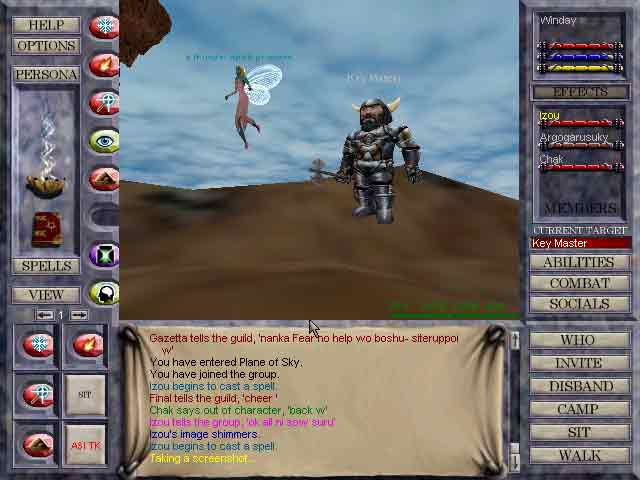 HELP
OPTIONS
PERSONA
SPELLS
VIEW
1
SIT
ASI TK
Key Master
Gazetta tells the guild, 'nanka Fear no help wo boshu- siteruppoi
w'
You have entered Plane of Sky.
You have joined the group.
Izou begins to cast a spell.
Final tells the guild, 'cheer '
Chak says out of character, 'back w'
Izou tells the group, 'ok all ni sow suru'
Izou's image shimmers.
Izou begins to cast a spell.
Taking a screenshot...
Winday
EFFECTS
Izou
Argogarusuky
Chak
MEMBERS
CURRENT TARGET
Key Master
ABILITIES
COMBAT
SOCIALS
WHO
INVITE
DISBAND
CAMP
SIT
WALK